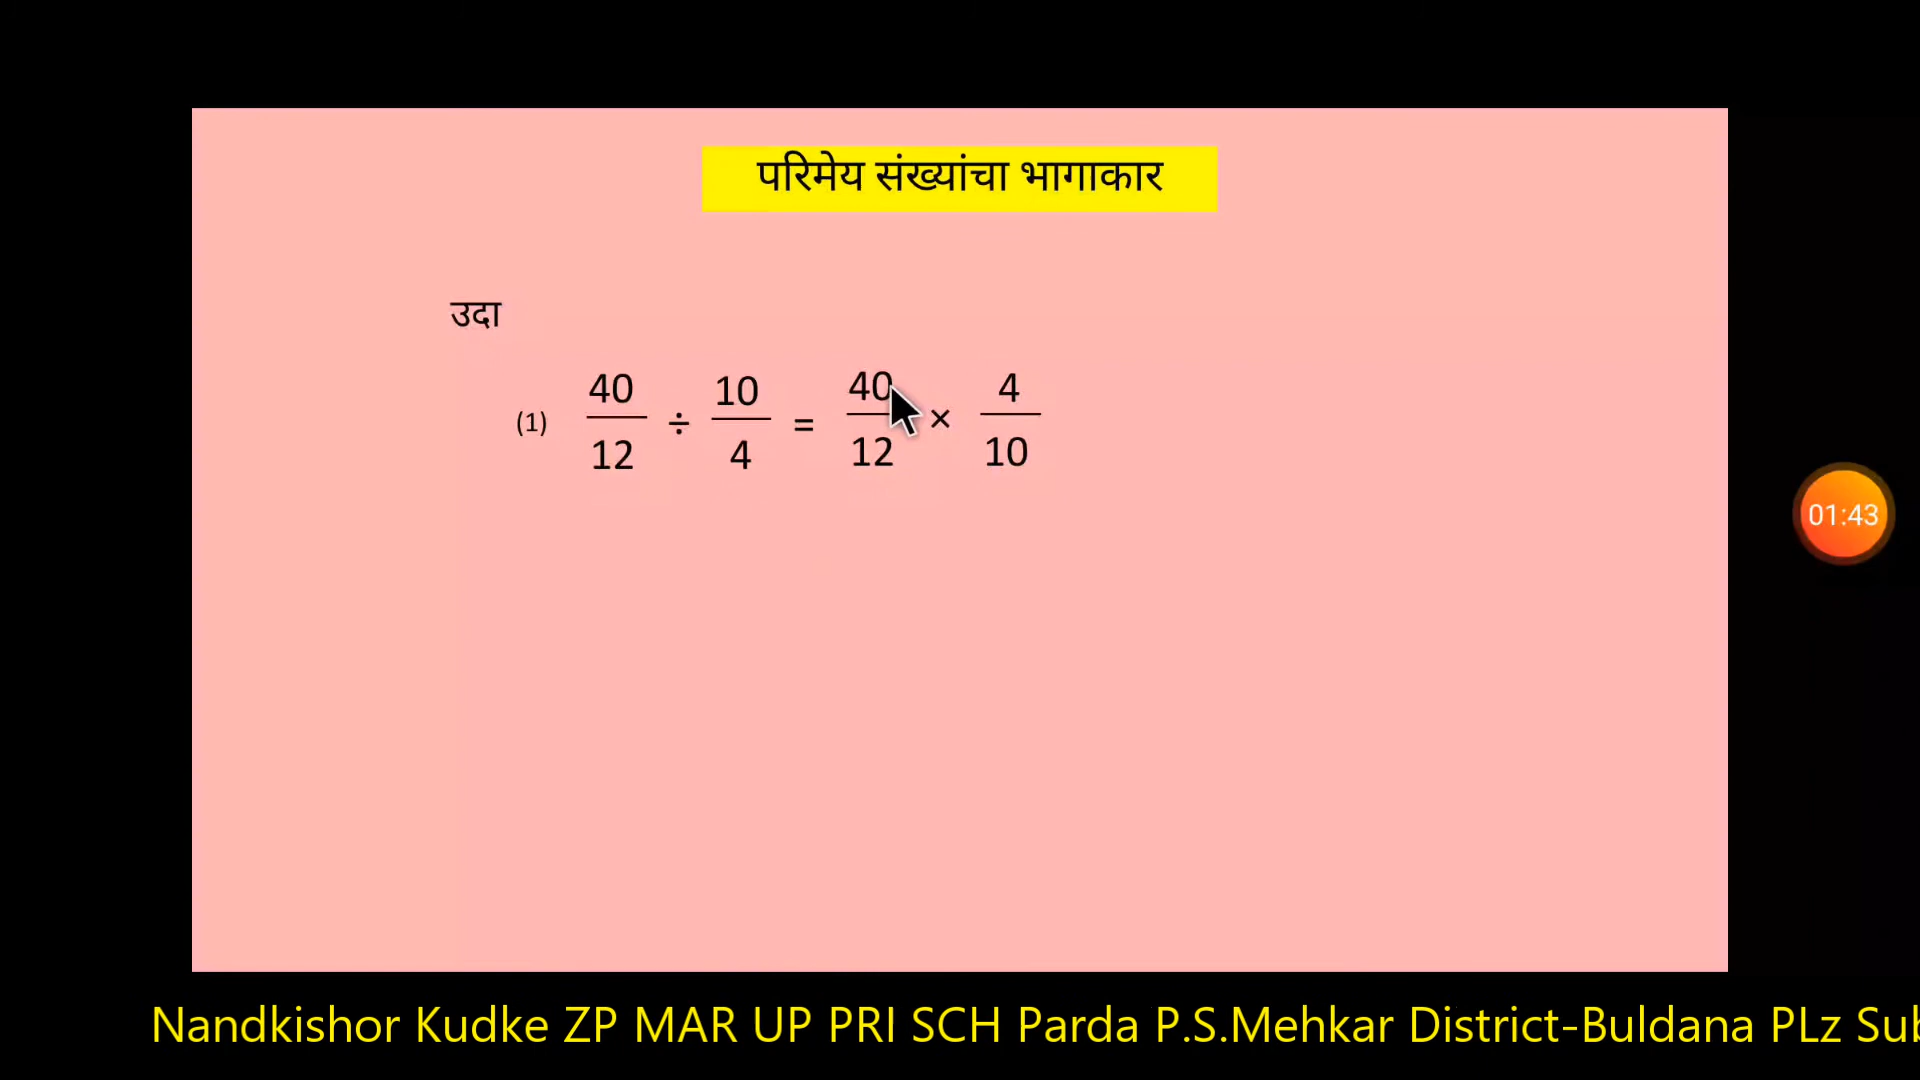 परिमेय संख्यांचा भागाकार
उदा
(1) 40/12 ÷ 10/4 = 40/12 × 4/10
01:43
Nandkishor Kudke ZP MAR UP PRI SCH Parda P.S.Mehkar District-Buldana PLz Sub